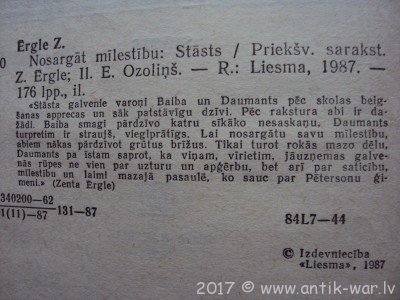 Ērgle Z.
0 Nosargāt mīlestību: Stāsts / Priekšv. sarakst.
Z. Ērgle; Il. E. Ozoliņš. — R.: Liesma, 1987. —
176 lpp., il.
«Stāsta galvenie varoņi Baiba un Daumants pēc skolas beig-
šanas apprecas un sāk patstāvīgu dzīvi. Pēc rakstura abi ir da-
žādi. Baiba smagi pārdzīvo katru sīkāko nesaskaņu, Daumants
turpretim ir straujš, vieglprātīgs. Lai nosargātu savu mīlestību,
abiem nākas pārdzīvot grūtus brīžus. Tikai turot rokās mazo dēlu,
Daumants pa īstam saprot, ka viņam, vīrietim, jāuzņemas galve-
nās rūpes ne vien par uzturu un apģērbu, bet arī par saticību,
mīlestību un laimi mazajā pasaulē, ko sauc par Pētersonu ģi-
meni.» (Zenta Ērgle)
340200—62
1(11)—87 131—87
84L7—44
© Izdevniecība
«Liesma», 1987
2017 © www.antik-war.lv